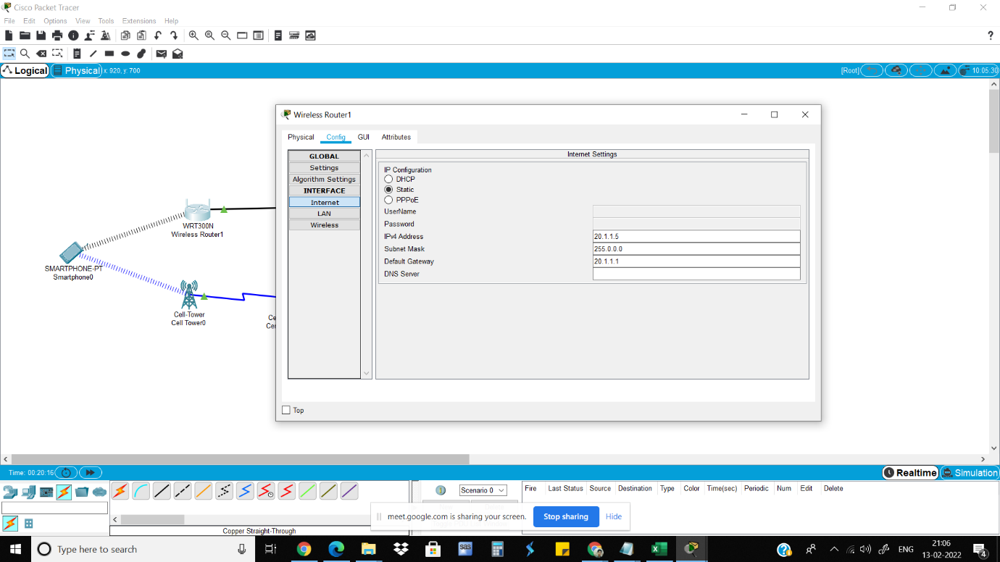 Cisco Packet Tracer
File Edit Options View Tools Extensions Help
?
Logical Physical x: 920, y: 700 [Root] 10:05:30
Wireless Router1
Physical Config GUI Attributes
GLOBAL
Settings
Algorithm Settings
INTERFACE
Internet
LAN
Wireless
Internet Settings
IP Configuration
DHCP
Static
PPPoE
UserName
Password
IPv4 Address 20.1.1.5
Subnet Mask 255.0.0.0
Default Gateway 20.1.1.1
DNS Server
Top
WRT300N
Wireless Router1
SMARTPHONE-PT
Smartphone0
Cell-Tower
Cell Tower0
Ce
Cer
Time: 00:20:16 Realtime Simulation
Scenario 0
Fire Last Status Source Destination Type Color Time(sec) Periodic Num Edit Delete
Copper Straight-Through
meet.google.com is sharing your screen. Stop sharing Hide
Type here to search
sas
ENG
21:06
13-02-2022
4